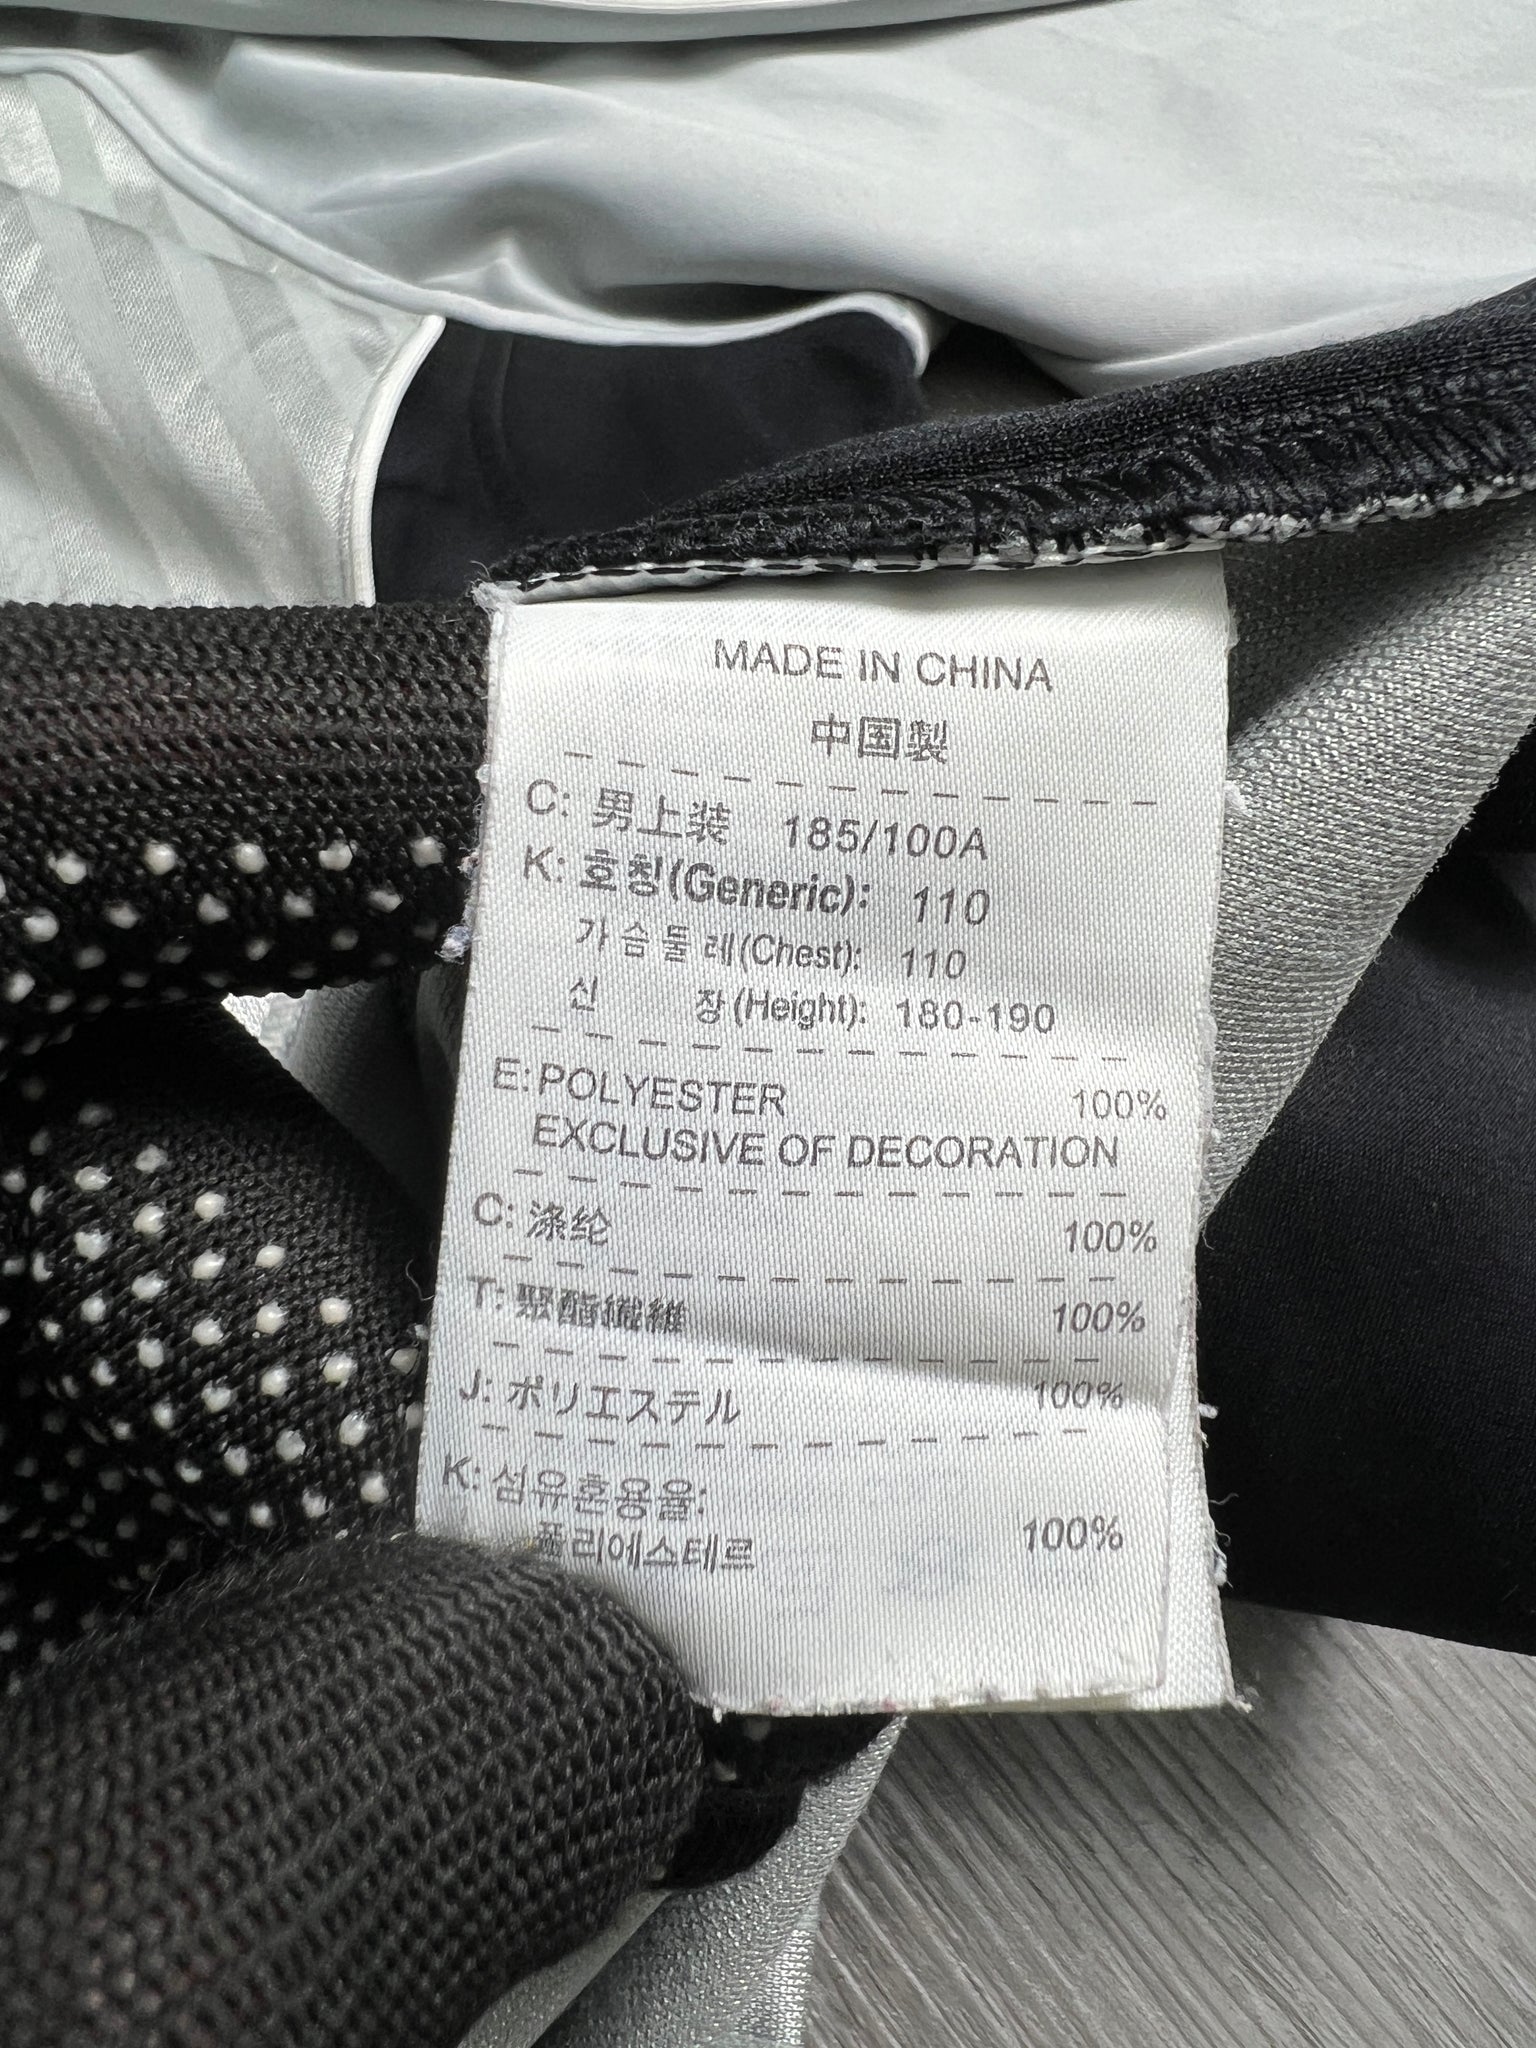 MADE IN CHINA
中国製
C: 男上装 185/100A
K: 호칭(Generic): 110
가슴둘레(Chest): 110
신 장(Height): 180-190
E: POLYESTER 100%
EXCLUSIVE OF DECORATION
C: 涤纶 100%
T: 聚酯纖維 100%
J: ポリエステル 100%
K: 섬유혼용율:
폴리에스테르 100%